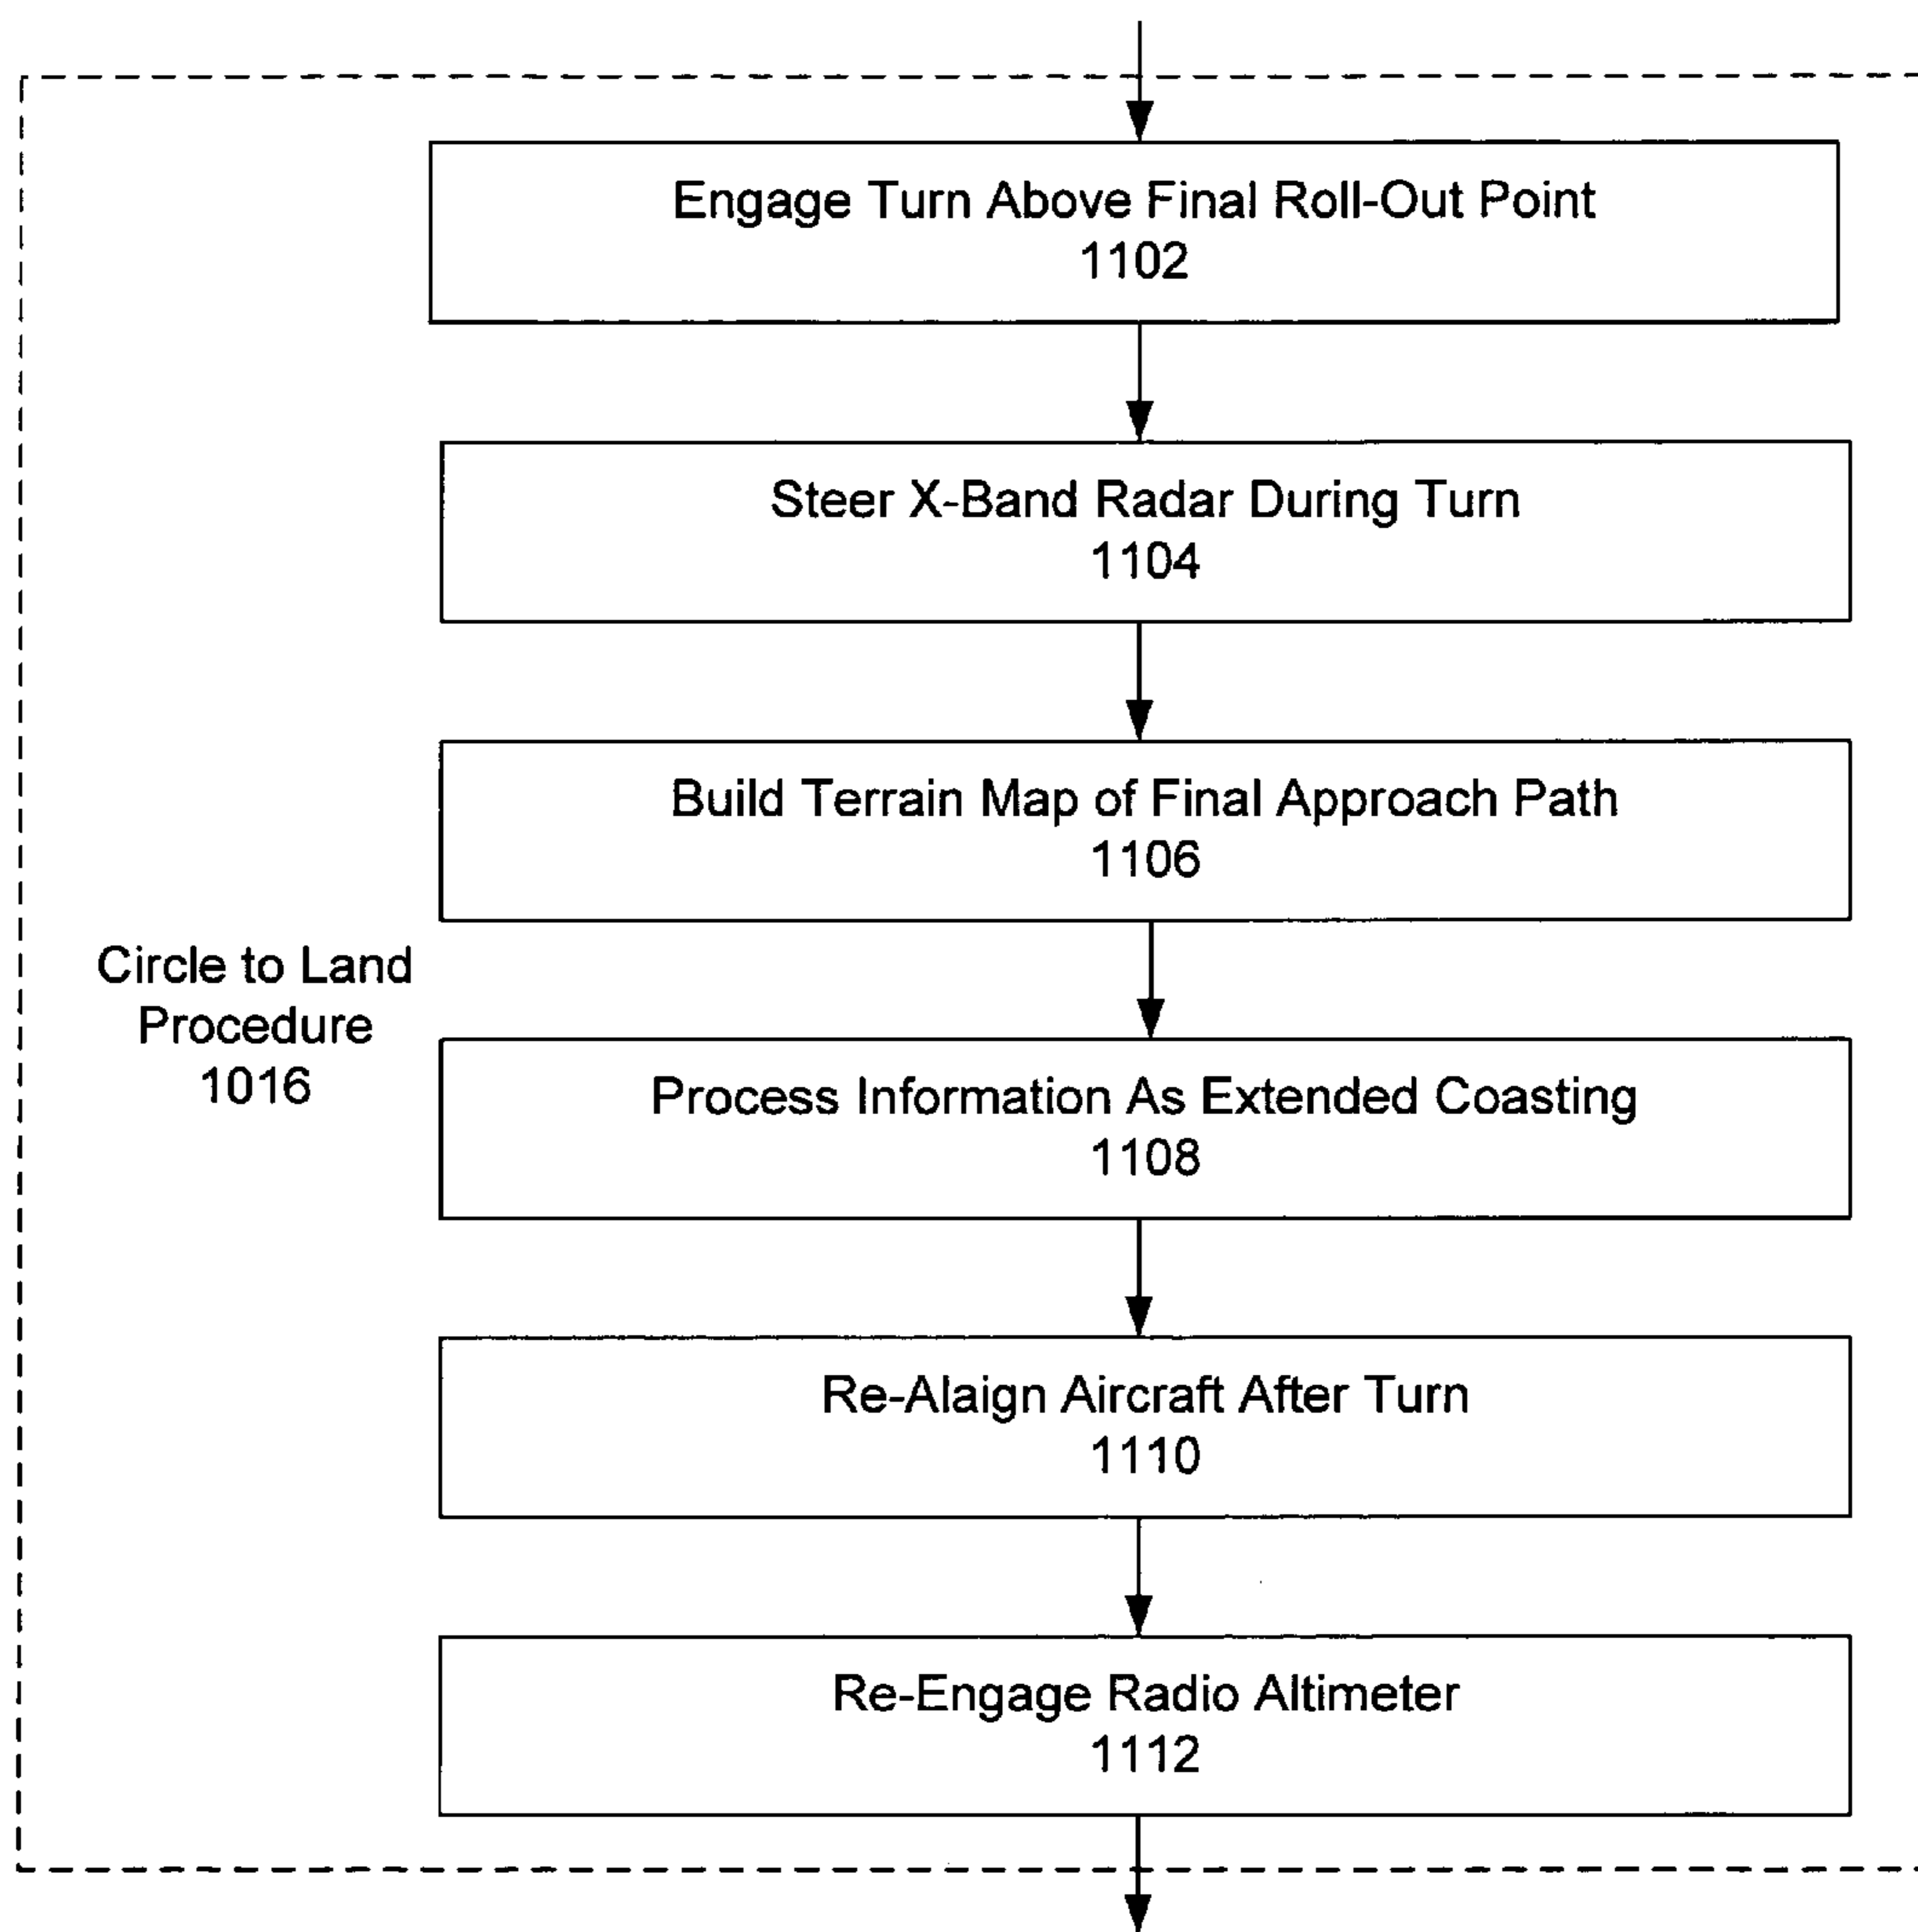 Engage Turn Above Final Roll-Out Point
1102
Steer X-Band Radar During Turn
1104
Build Terrain Map of Final Approach Path
1106
Circle to Land
Procedure
1016
Process Information As Extended Coasting
1108
Re-Alaign Aircraft After Turn
1110
Re-Engage Radio Altimeter
1112